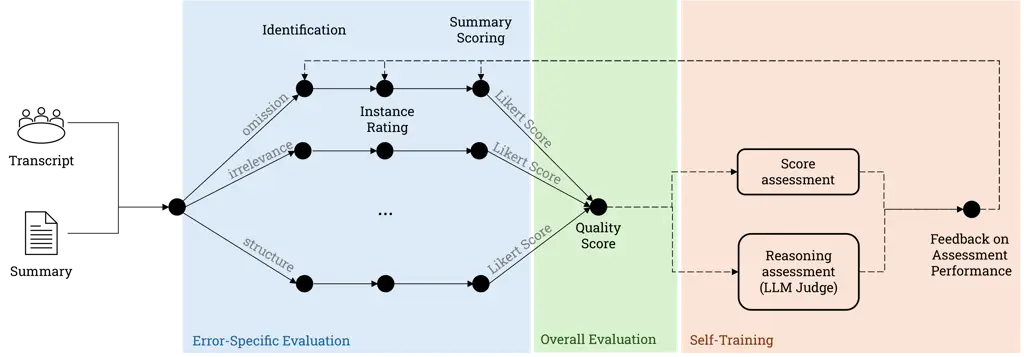 Identification
Summary
Scoring
omission
Instance
Rating
Likert Score
Transcript
irrelevance
Likert Score
...
Summary
structure
Likert Score
Quality
Score
Score
assessment
Reasoning
assessment
(LLM Judge)
Feedback on
Assessment
Performance
Error-Specific Evaluation
Overall Evaluation
Self-Training